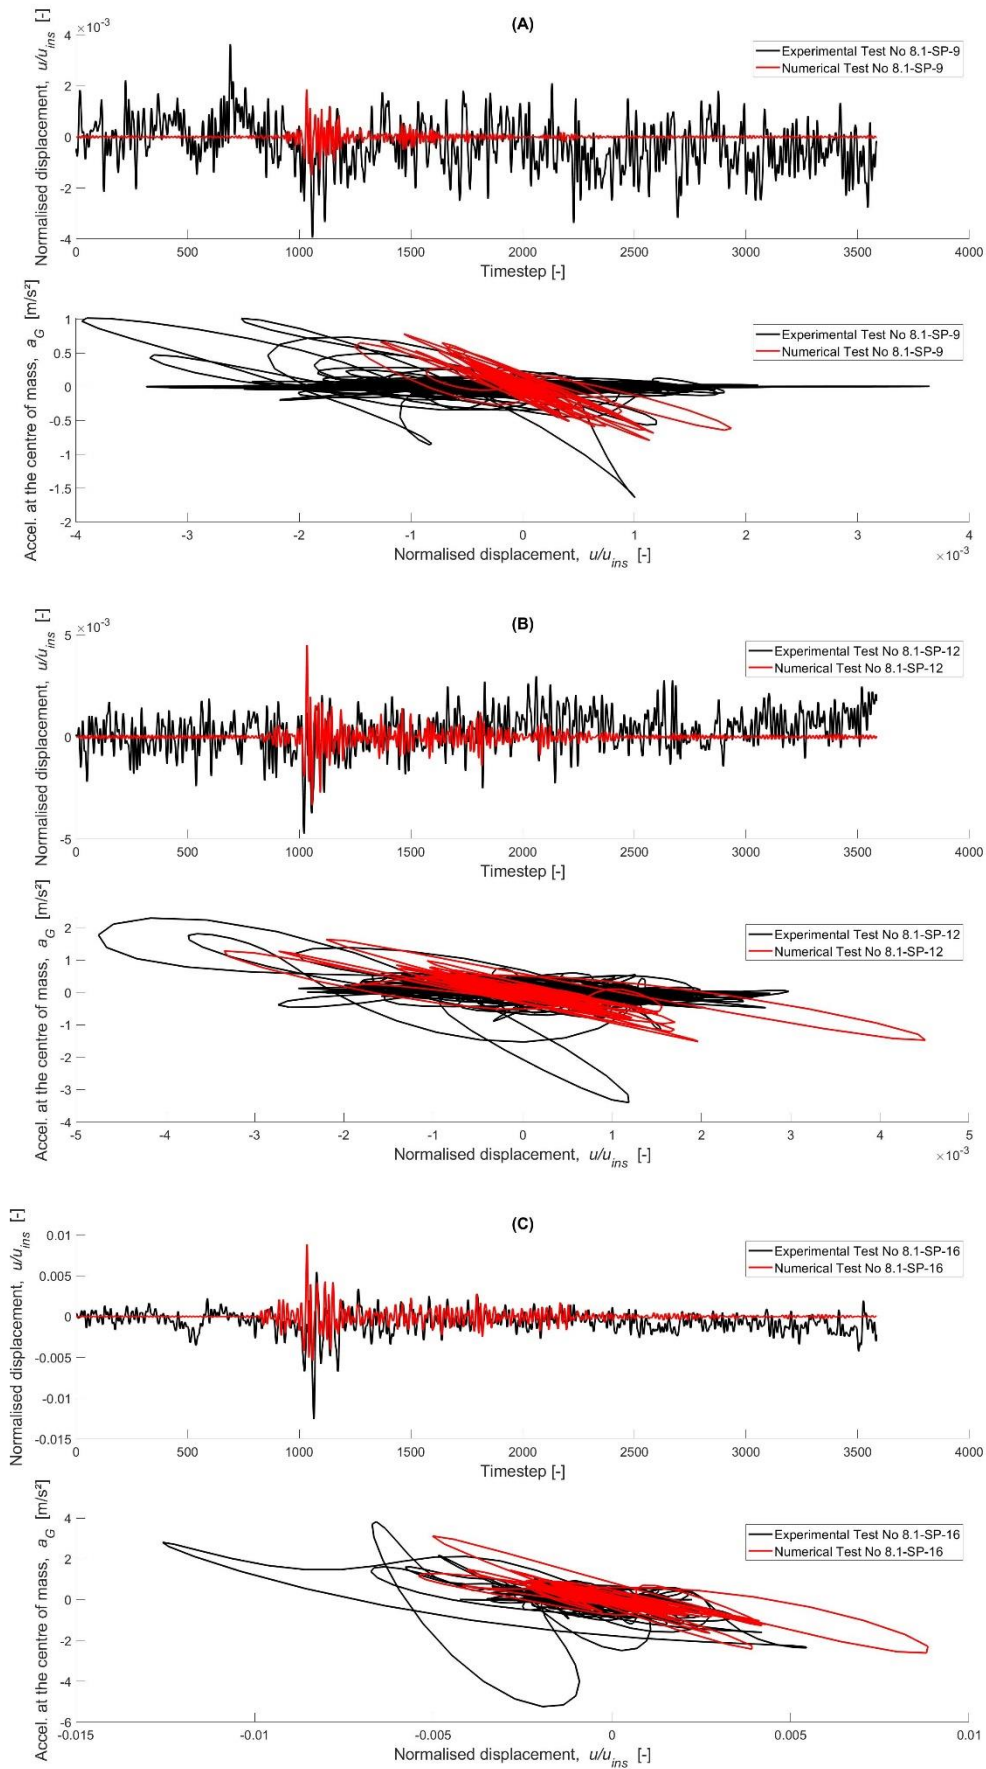 (A)
×10⁻³
Normalised displacement, u/u_ins [-]
4
2
0
-2
-4
Experimental Test No 8.1-SP-9
Numerical Test No 8.1-SP-9
0 500 1000 1500 2000 2500 3000 3500 4000
Timestep [-]
Accel. at the centre of mass, a_G [m/s²]
1
0.5
0
-0.5
-1
-1.5
-2
Experimental Test No 8.1-SP-9
Numerical Test No 8.1-SP-9
-4 -3 -2 -1 0 1 2 3 4
Normalised displacement, u/u_ins [-]
×10⁻³
(B)
×10⁻³
Normalised displacement, u/u_ins [-]
5
0
-5
Experimental Test No 8.1-SP-12
Numerical Test No 8.1-SP-12
0 500 1000 1500 2000 2500 3000 3500 4000
Timestep [-]
Accel. at the centre of mass, a_G [m/s²]
2
1
0
-1
-2
-3
-4
Experimental Test No 8.1-SP-12
Numerical Test No 8.1-SP-12
-5 -4 -3 -2 -1 0 1 2 3 4 5
Normalised displacement, u/u_ins [-]
×10⁻³
(C)
Normalised displacement, u/u_ins [-]
0.01
0.005
0
-0.005
-0.01
-0.015
Experimental Test No 8.1-SP-16
Numerical Test No 8.1-SP-16
0 500 1000 1500 2000 2500 3000 3500 4000
Timestep [-]
Accel. at the centre of mass, a_G [m/s²]
4
2
0
-2
-4
-6
Experimental Test No 8.1-SP-16
Numerical Test No 8.1-SP-16
-0.015 -0.01 -0.005 0 0.005 0.01
Normalised displacement, u/u_ins [-]